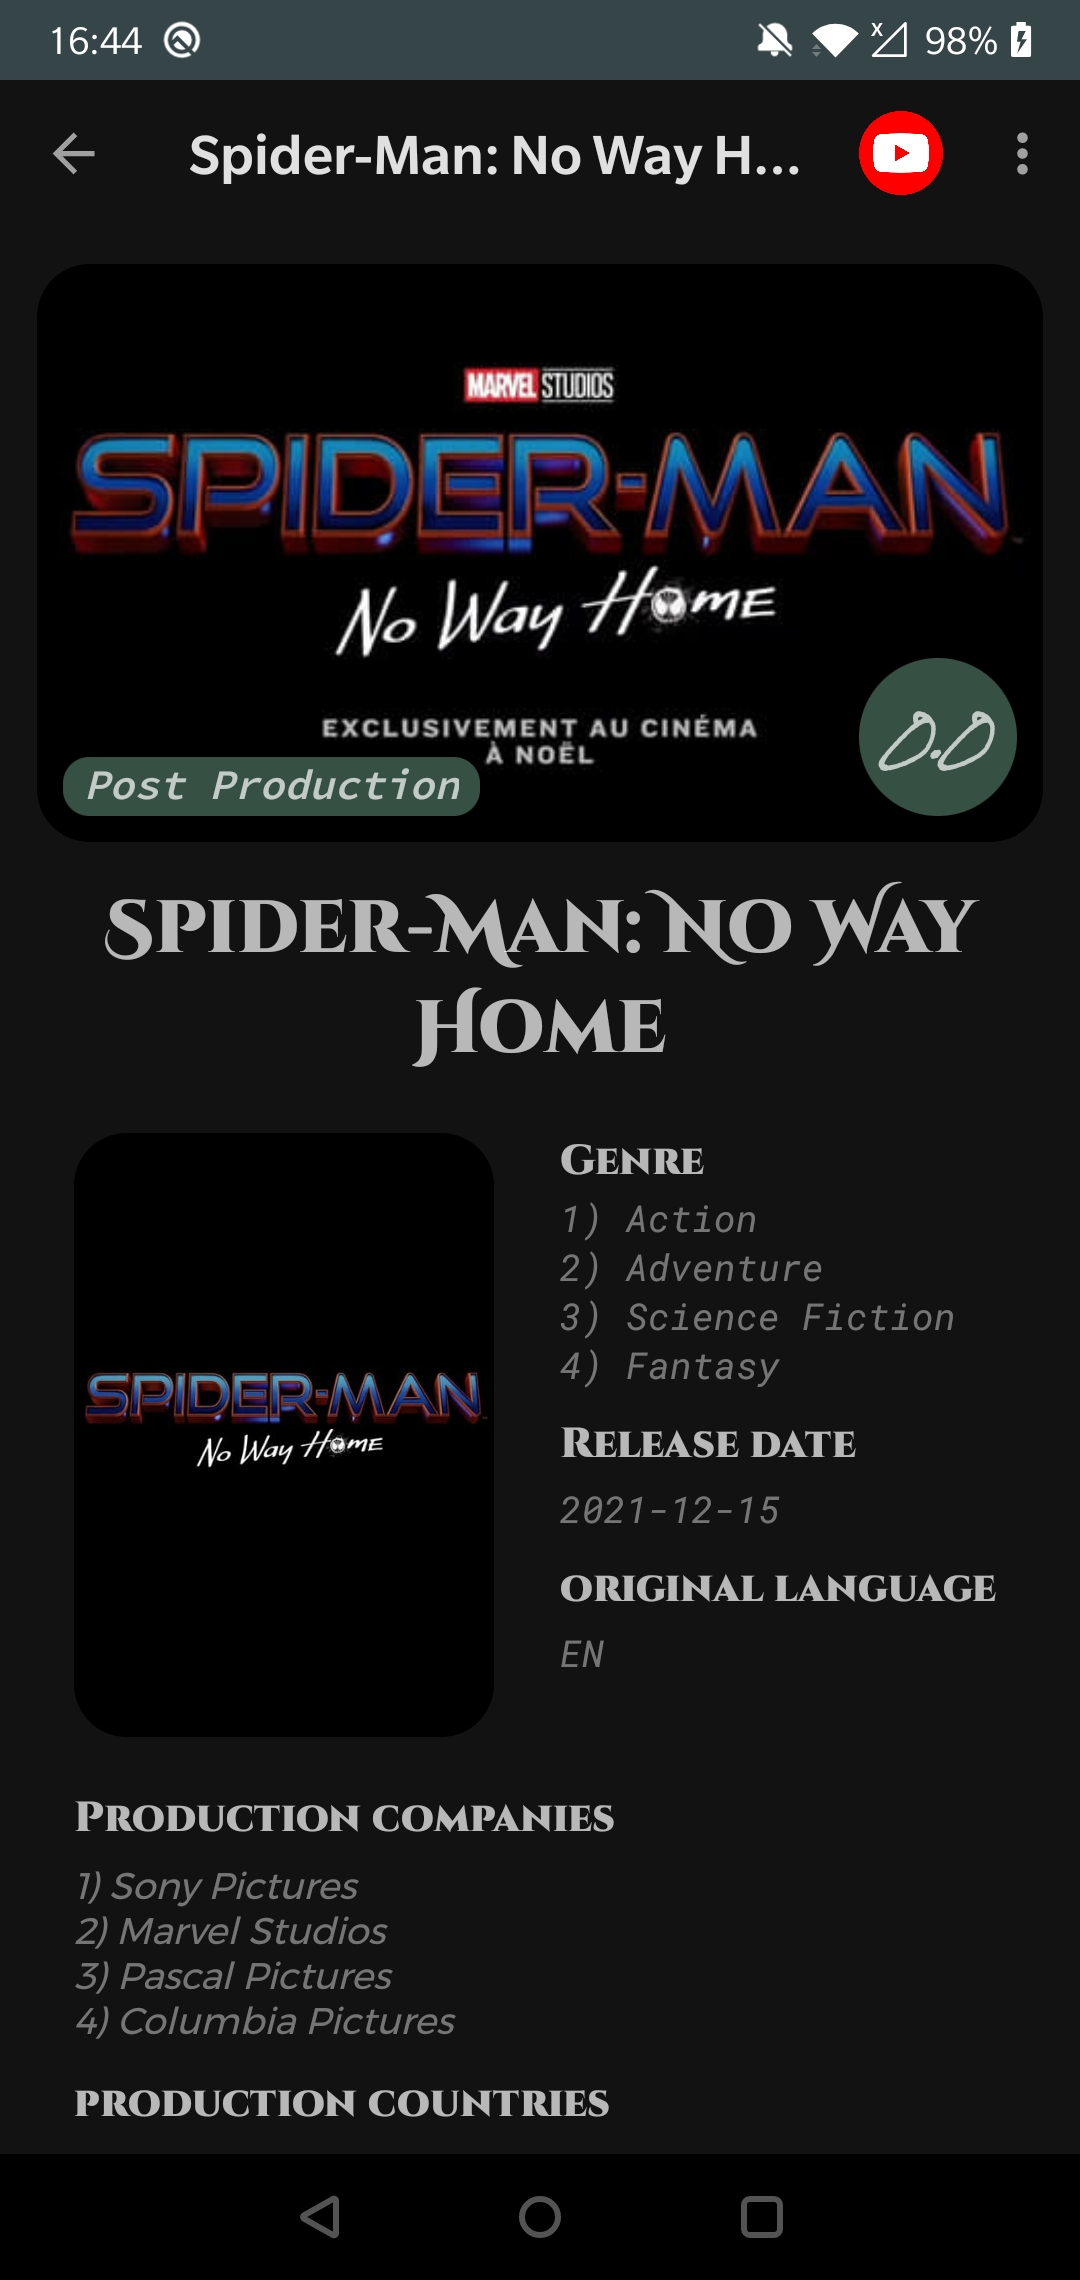 16:44
x 98%
Spider-Man: No Way H...
MARVEL STUDIOS
SPIDER-MAN
No Way Home
EXCLUSIVEMENT AU CINÉMA
À NOËL
Post Production
0.0
Spider-Man: No Way
Home
Genre
1) Action
2) Adventure
3) Science Fiction
4) Fantasy
Release date
2021-12-15
original language
EN
SPIDER-MAN
No Way Home
Production companies
1) Sony Pictures
2) Marvel Studios
3) Pascal Pictures
4) Columbia Pictures
production countries